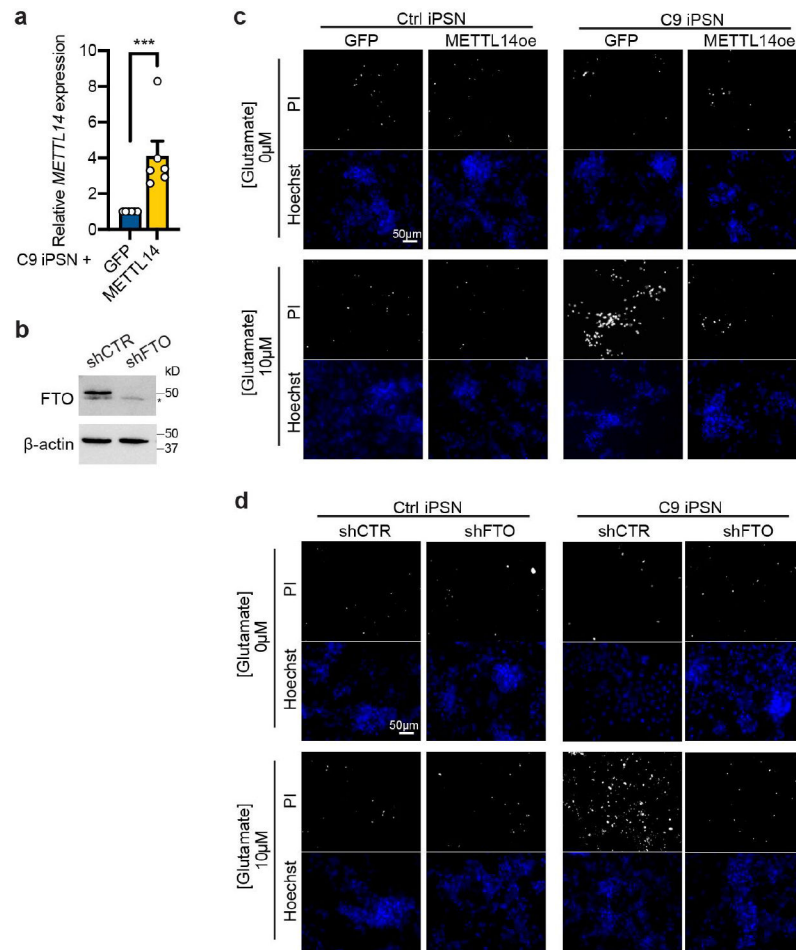 a
Relative METTL14 expression
10
8
6
4
2
0
***
C9 iPSN +
GFP
METTL14
b
shCTR
shFTO
kD
FTO
50
*
β-actin
50
37
c
Ctrl iPSN
C9 iPSN
GFP
METTL14oe
GFP
METTL14oe
[Glutamate]
0µM
PI
Hoechst
50µm
[Glutamate]
10µM
PI
Hoechst
d
Ctrl iPSN
C9 iPSN
shCTR
shFTO
shCTR
shFTO
[Glutamate]
0µM
PI
Hoechst
50µm
[Glutamate]
10µM
PI
Hoechst